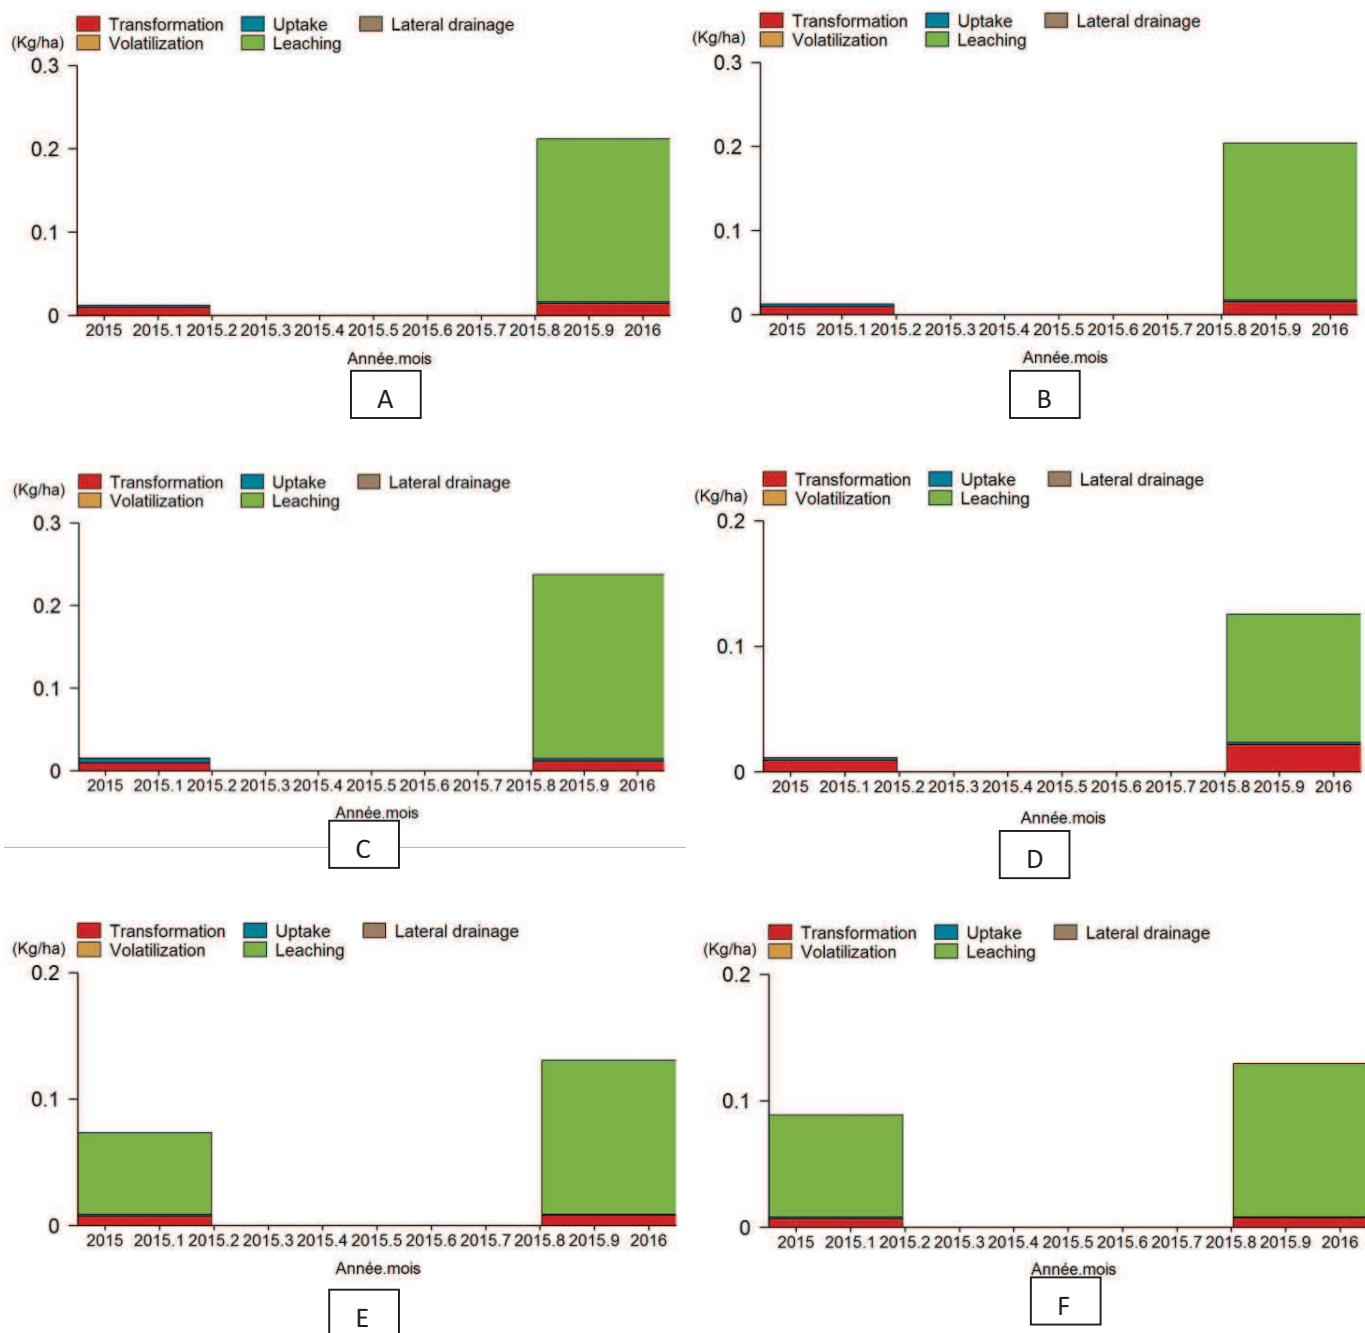 Transformation Uptake Lateral drainage
(Kg/ha) Volatilization Leaching
0.3
0.2
0.1
0
2015 2015.1 2015.2 2015.3 2015.4 2015.5 2015.6 2015.7 2015.8 2015.9 2016
Année.mois
A
Transformation Uptake Lateral drainage
(Kg/ha) Volatilization Leaching
0.3
0.2
0.1
0
2015 2015.1 2015.2 2015.3 2015.4 2015.5 2015.6 2015.7 2015.8 2015.9 2016
Année.mois
B
Transformation Uptake Lateral drainage
(Kg/ha) Volatilization Leaching
0.3
0.2
0.1
0
2015 2015.1 2015.2 2015.3 2015.4 2015.5 2015.6 2015.7 2015.8 2015.9 2016
Année.mois
C
Transformation Uptake Lateral drainage
(Kg/ha) Volatilization Leaching
0.2
0.1
0
2015 2015.1 2015.2 2015.3 2015.4 2015.5 2015.6 2015.7 2015.8 2015.9 2016
Année.mois
D
Transformation Uptake Lateral drainage
(Kg/ha) Volatilization Leaching
0.2
0.1
0
2015 2015.1 2015.2 2015.3 2015.4 2015.5 2015.6 2015.7 2015.8 2015.9 2016
Année.mois
E
Transformation Uptake Lateral drainage
(Kg/ha) Volatilization Leaching
0.2
0.1
0
2015 2015.1 2015.2 2015.3 2015.4 2015.5 2015.6 2015.7 2015.8 2015.9 2016
Année.mois
F